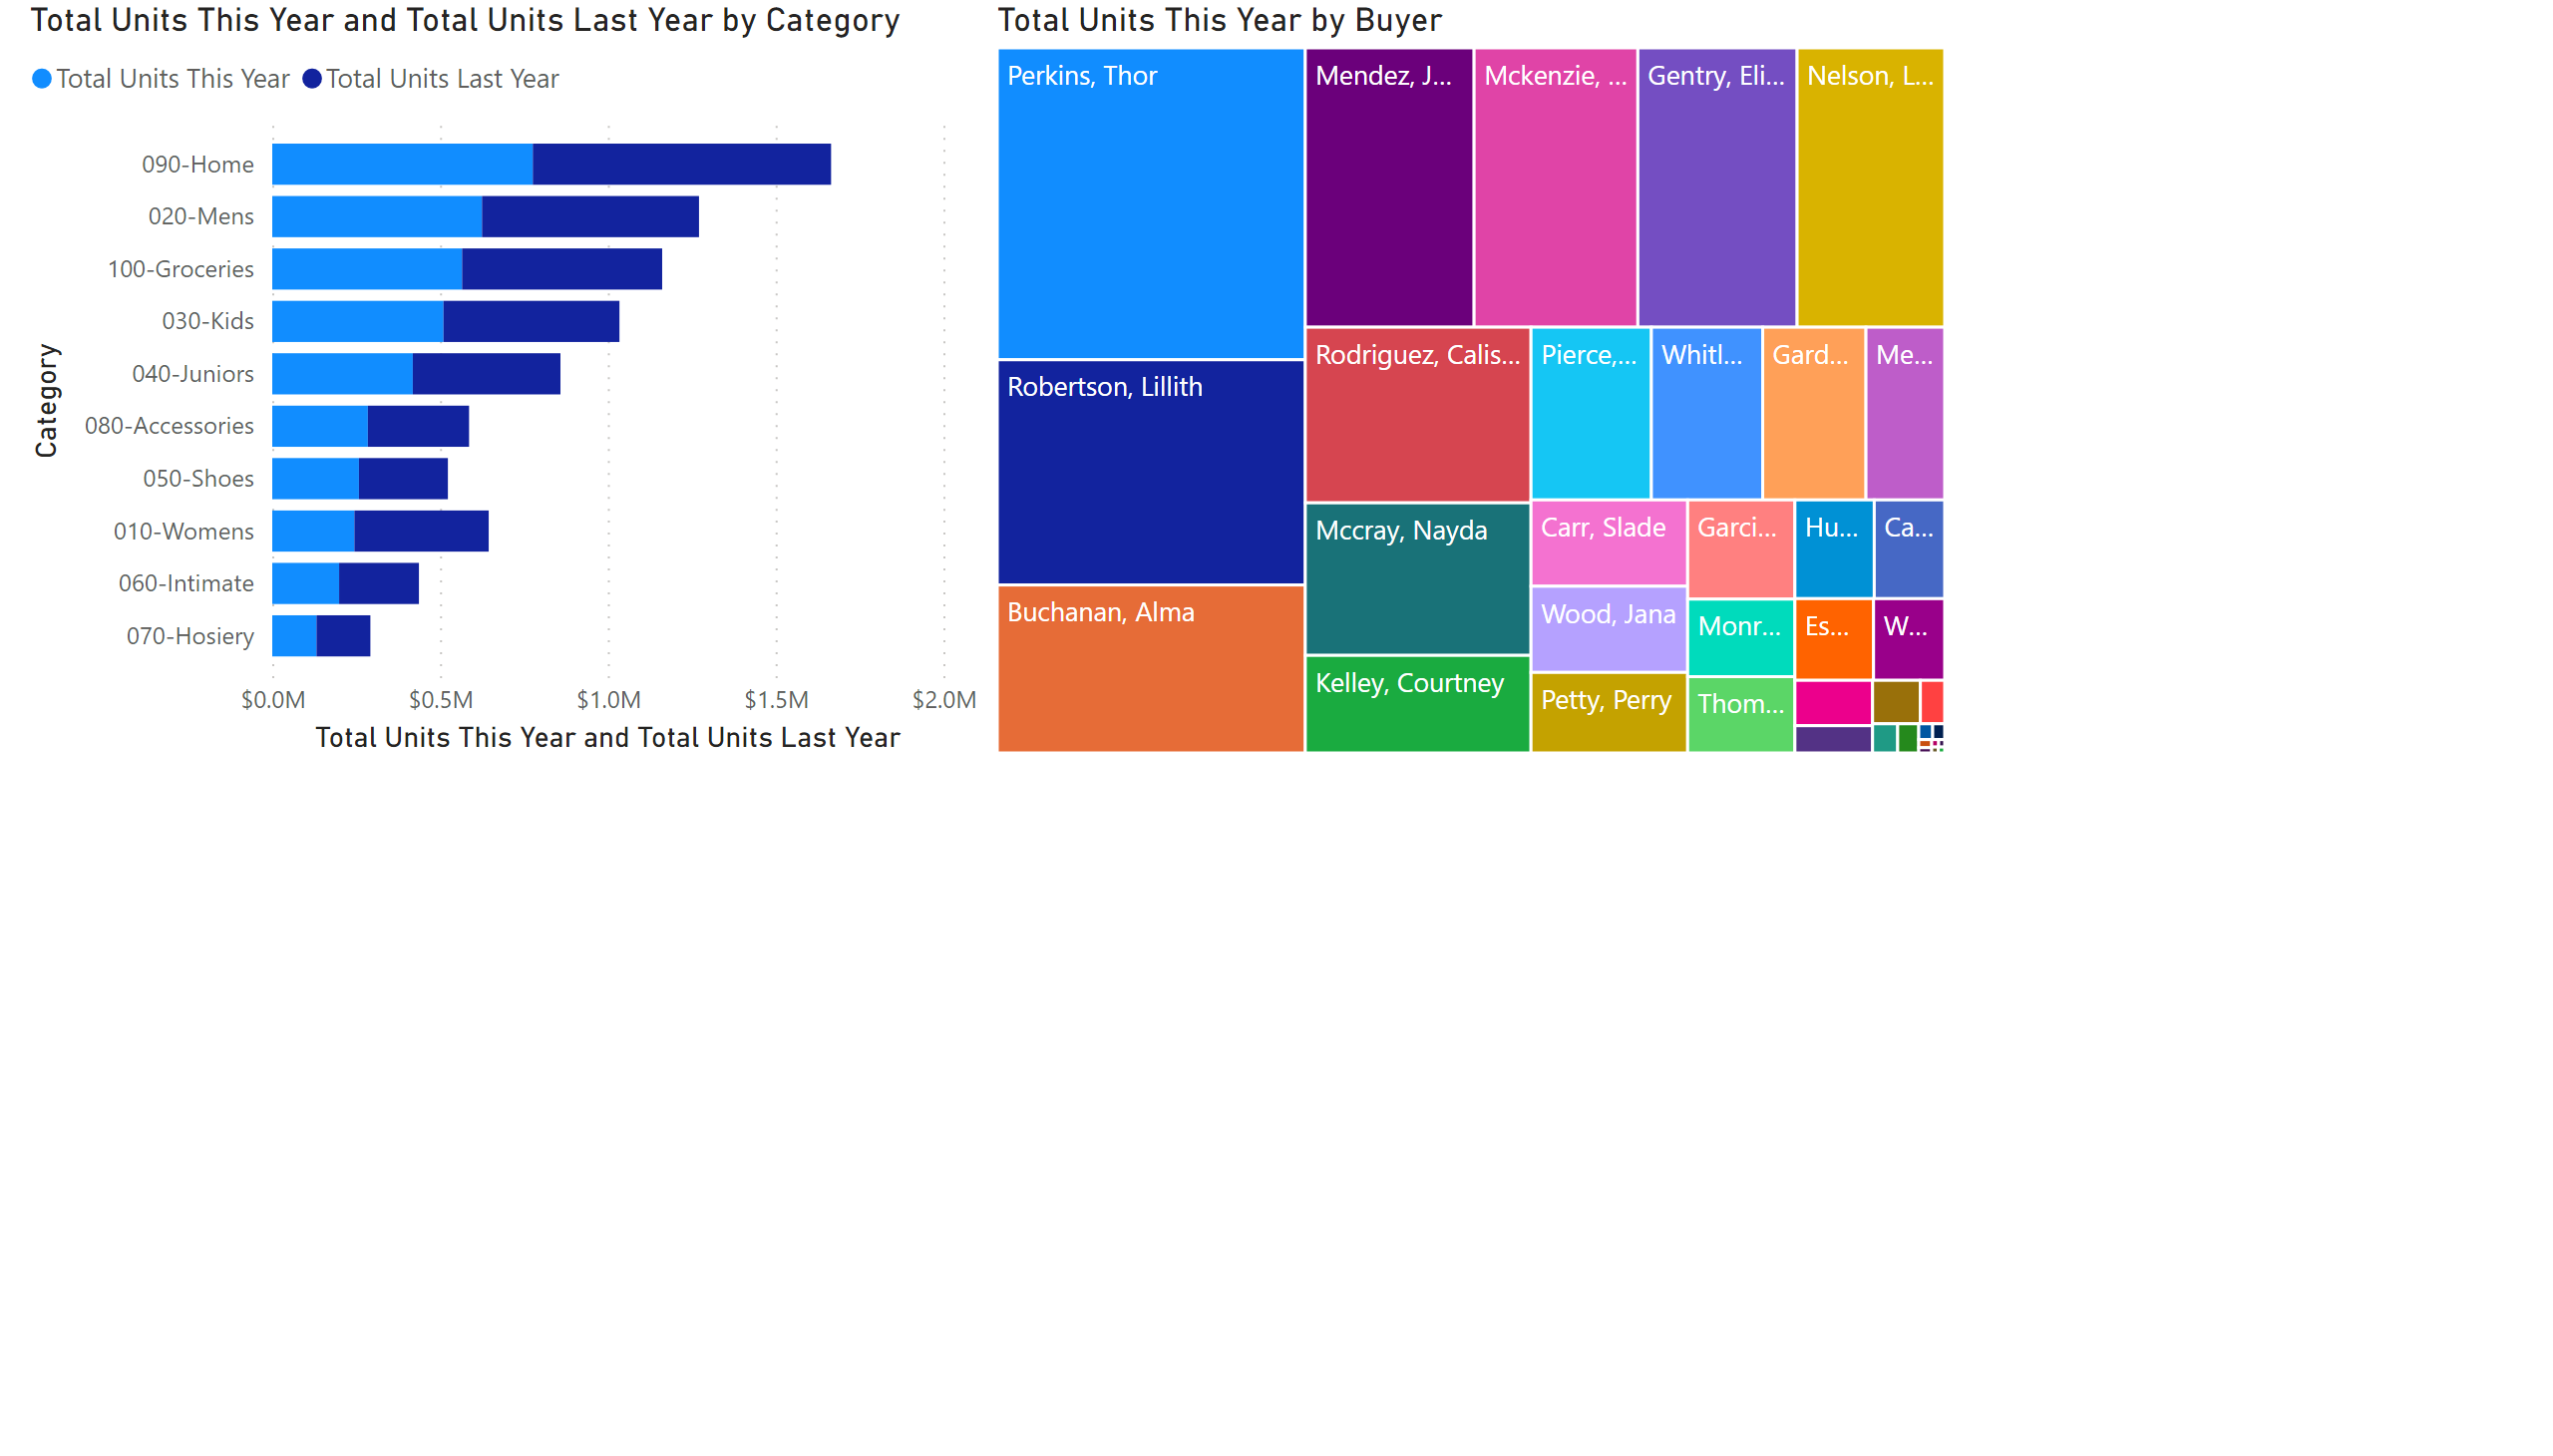 Total Units This Year and Total Units Last Year by Category
Total Units This Year Total Units Last Year
Category
090-Home
020-Mens
100-Groceries
030-Kids
040-Juniors
080-Accessories
050-Shoes
010-Womens
060-Intimate
070-Hosiery
$0.0M $0.5M $1.0M $1.5M $2.0M
Total Units This Year and Total Units Last Year
Total Units This Year by Buyer
Perkins, Thor
Robertson, Lillith
Buchanan, Alma
Mendez, J...
Mckenzie, ...
Gentry, Eli...
Nelson, L...
Rodriguez, Calis...
Mccray, Nayda
Kelley, Courtney
Pierce,...
Whitl...
Gard...
Me...
Carr, Slade
Wood, Jana
Petty, Perry
Garci...
Monr...
Thom...
Hu...
Ca...
Es...
W...